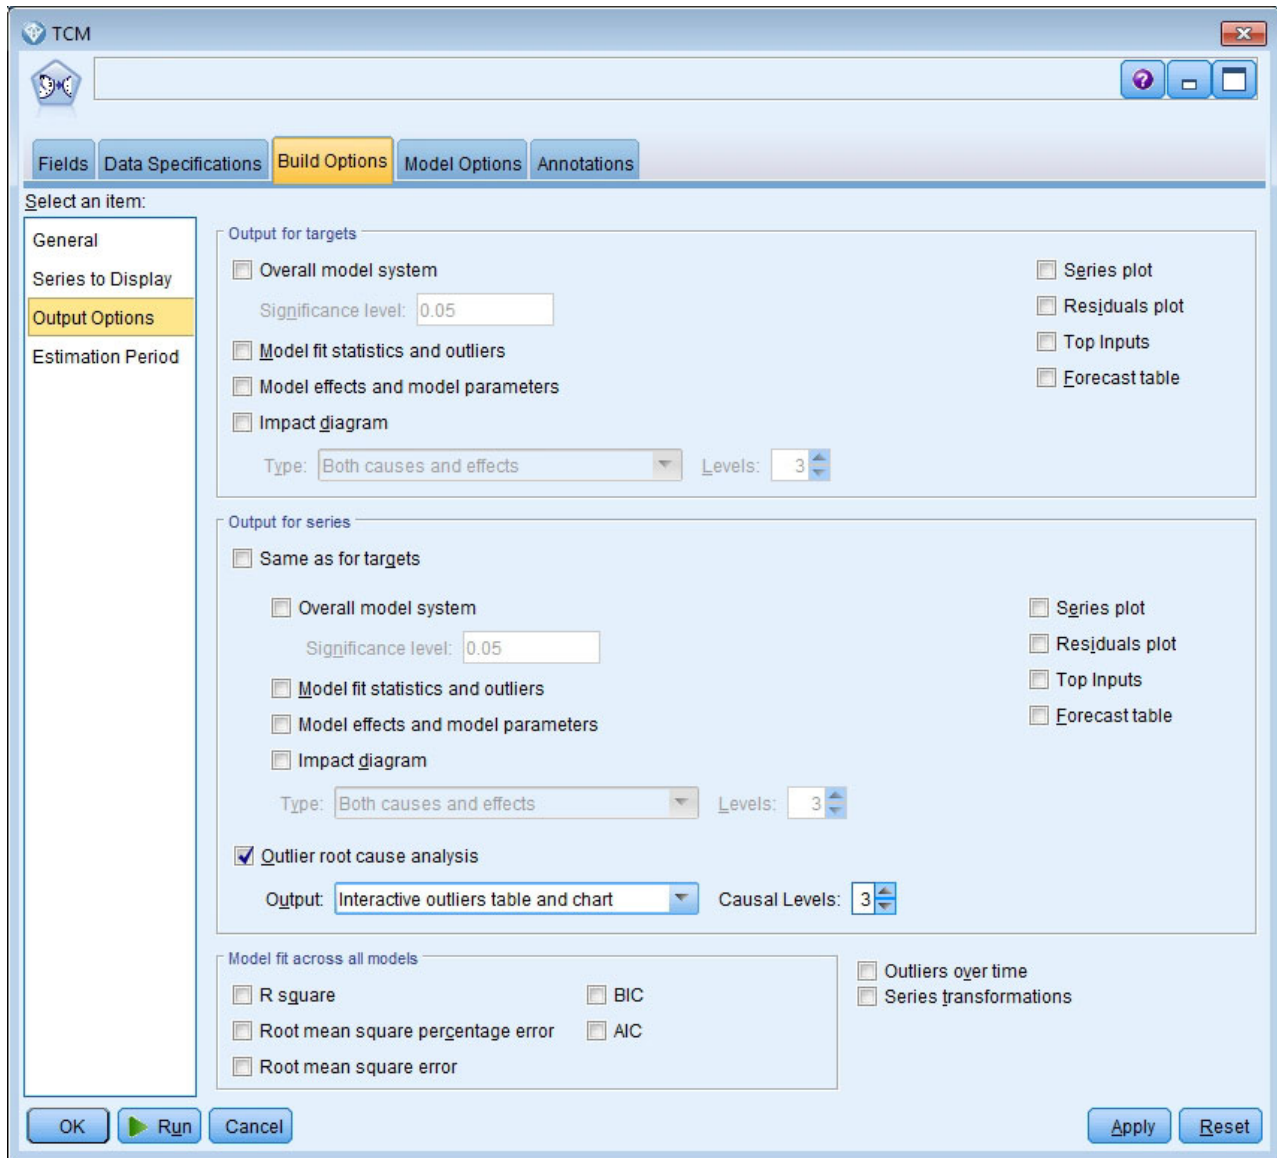 TCM
Fields
Data Specifications
Build Options
Model Options
Annotations
Select an item:
General
Series to Display
Output Options
Estimation Period
Output for targets
Overall model system
Significance level: 0.05
Model fit statistics and outliers
Model effects and model parameters
Impact diagram
Type: Both causes and effects
Levels: 3
Series plot
Residuals plot
Top Inputs
Forecast table
Output for series
Same as for targets
Overall model system
Significance level: 0.05
Model fit statistics and outliers
Model effects and model parameters
Impact diagram
Type: Both causes and effects
Levels: 3
Series plot
Residuals plot
Top Inputs
Forecast table
Outlier root cause analysis
Output: Interactive outliers table and chart
Causal Levels: 3
Model fit across all models
R square
Root mean square percentage error
Root mean square error
BIC
AIC
Outliers over time
Series transformations
OK
Run
Cancel
Apply
Reset